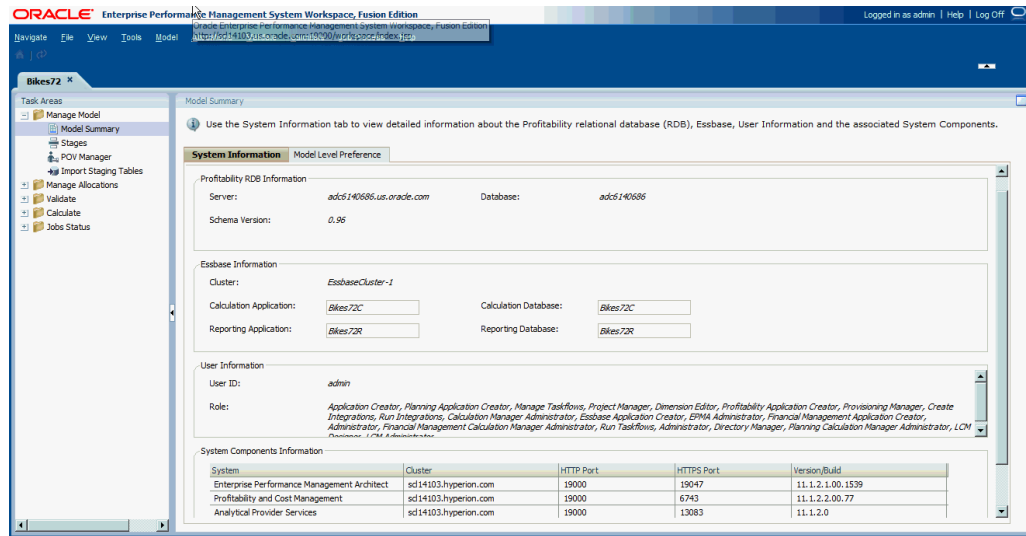 ORACLE Enterprise Performance Management System Workspace, Fusion Edition
Logged in as admin | Help | Log Off
Oracle Enterprise Performance Management System Workspace, Fusion Edition
Navigate File View Tools Model
Bikes72
Task Areas
Manage Model
Model Summary
Stages
POV Manager
Import Staging Tables
Manage Allocations
Validate
Calculate
Jobs Status
Model Summary
Use the System Information tab to view detailed information about the Profitability relational database (RDB), Essbase, User Information and the associated System Components.
System Information Model Level Preference
Profitability RDB Information
Server: adc6140686.us.oracle.com Database: adc6140686
Schema Version: 0.96
Essbase Information
Cluster: EssbaseCluster-1
Calculation Application: Bikes72C Calculation Database: Bikes72C
Reporting Application: Bikes72R Reporting Database: Bikes72R
User Information
User ID: admin
Role: Application Creator, Planning Application Creator, Manage Taskflows, Project Manager, Dimension Editor, Profitability Application Creator, Provisioning Manager, Create
Integrations, Run Integrations, Calculation Manager Administrator, Essbase Application Creator, EPMA Administrator, Financial Management Application Creator,
Administrator, Financial Management Calculation Manager Administrator, Run Taskflows, Administrator, Directory Manager, Planning Calculation Manager Administrator, LCM
Designer, LCM Administrator
System Components Information
System Cluster HTTP Port HTTPS Port Version/Build
Enterprise Performance Management Architect scl14103.hyperion.com 19000 19047 11.1.2.1.00.1539
Profitability and Cost Management scl14103.hyperion.com 19000 6743 11.1.2.2.00.77
Analytical Provider Services scl14103.hyperion.com 19000 13083 11.1.2.0